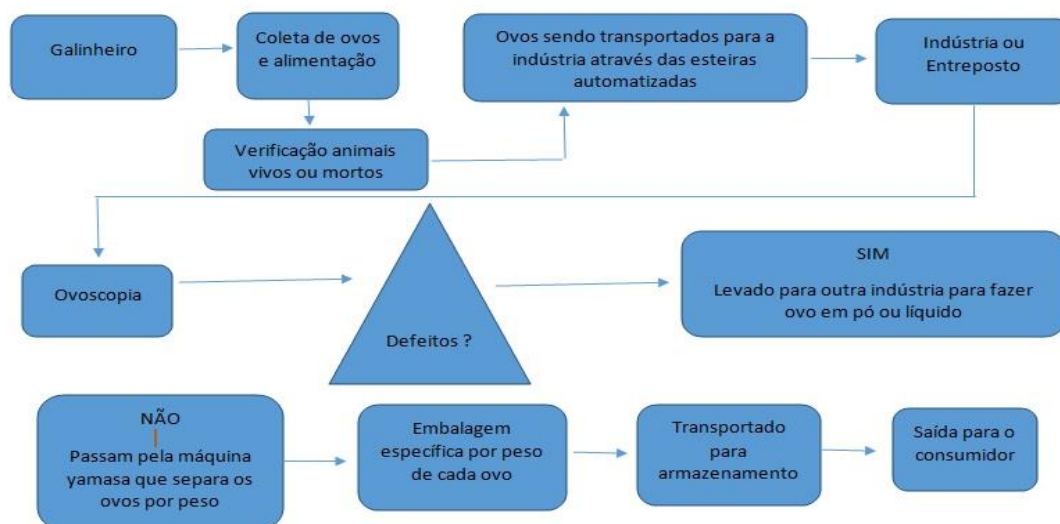 Galinheiro
Coleta de ovos
e alimentação
Ovos sendo transportados para a
indústria através das esteiras
automatizadas
Indústria ou
Entreposto
Verificação animais
vivos ou mortos
Ovoscopia
Defeitos ?
SIM
Levado para outra indústria para fazer
ovo em pó ou líquido
NÃO
Passam pela máquina
yamasa que separa os
ovos por peso
Embalagem
específica por peso
de cada ovo
Transportado
para
armazenamento
Saída para o
consumidor